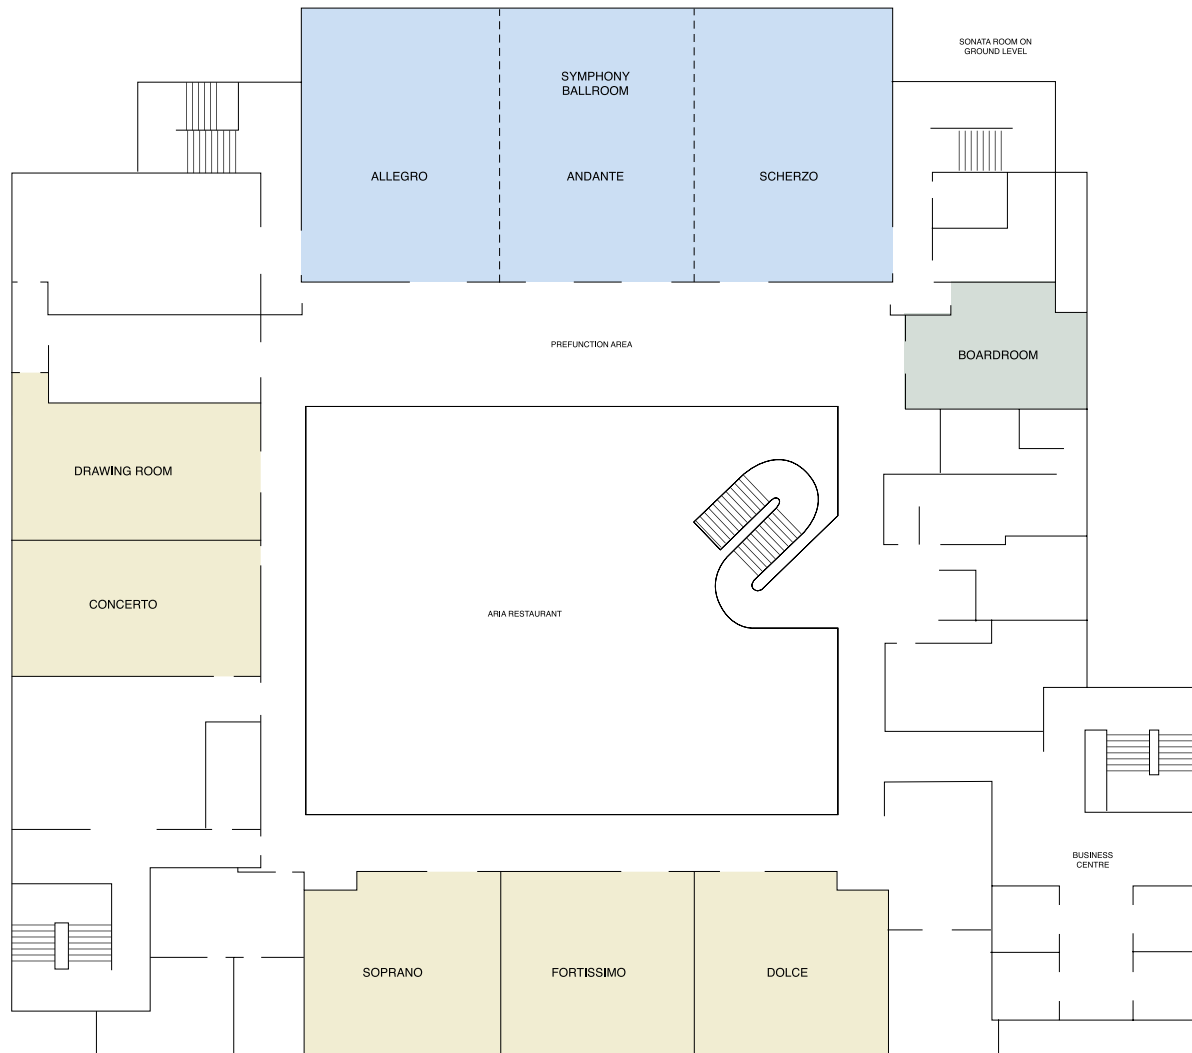 SONATA ROOM ON
GROUND LEVEL
SYMPHONY
BALLROOM
ALLEGRO
ANDANTE
SCHERZO
PREFUNCTION AREA
BOARDROOM
DRAWING ROOM
CONCERTO
ARIA RESTAURANT
BUSINESS
CENTRE
SOPRANO
FORTISSIMO
DOLCE